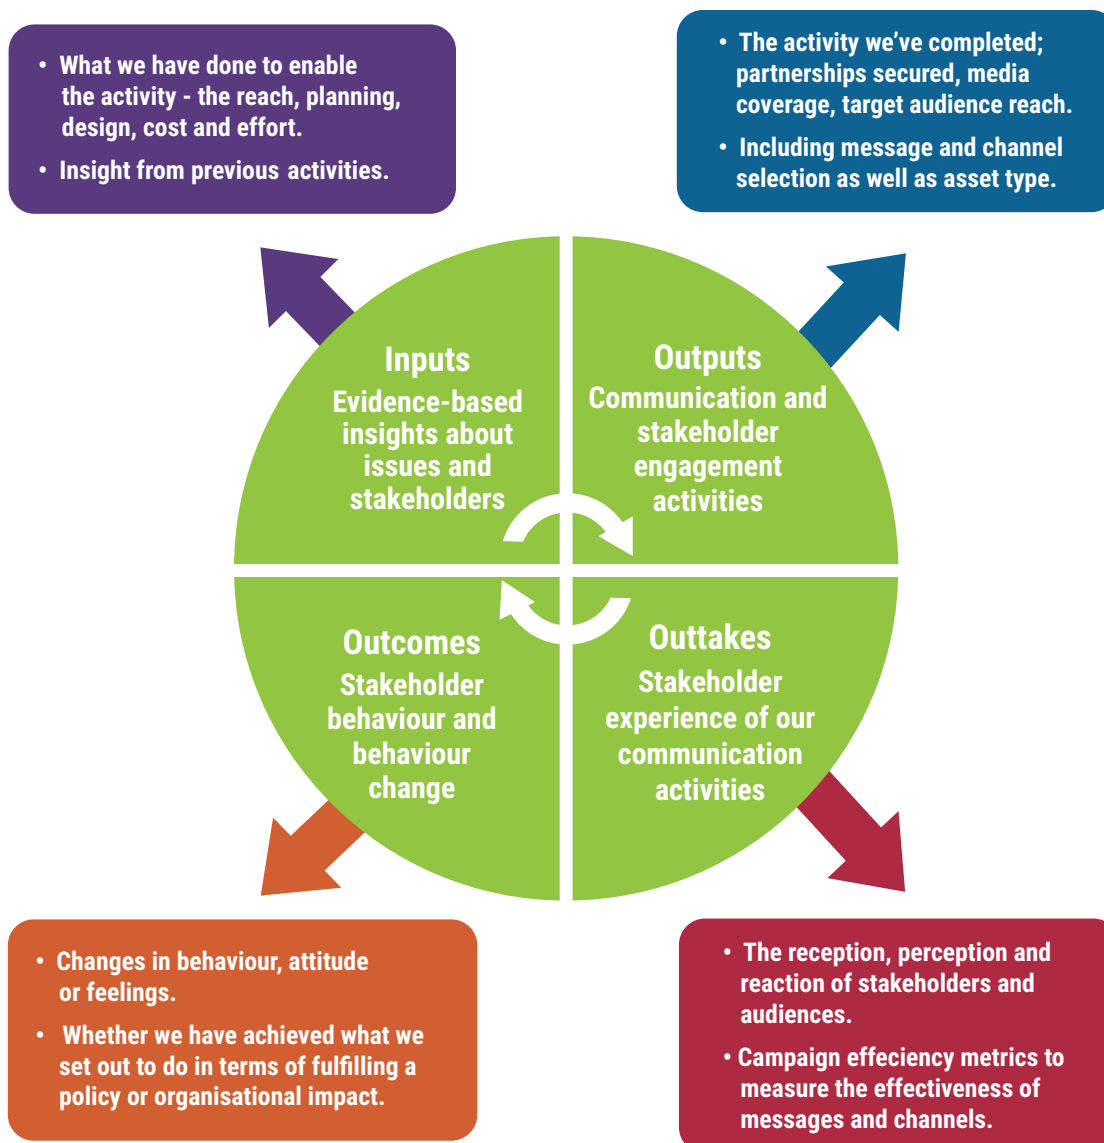 • What we have done to enable
the activity - the reach, planning,
design, cost and effort.
• Insight from previous activities.
• The activity we've completed;
partnerships secured, media
coverage, target audience reach.
• Including message and channel
selection as well as asset type.
Inputs
Evidence-based
insights about
issues and
stakeholders
Outputs
Communication and
stakeholder
engagement
activities
Outcomes
Stakeholder
behaviour and
behaviour
change
Outtakes
Stakeholder
experience of our
communication
activities
• Changes in behaviour, attitude
or feelings.
• Whether we have achieved what we
set out to do in terms of fulfilling a
policy or organisational impact.
• The reception, perception and
reaction of stakeholders and
audiences.
• Campaign effeciency metrics to
measure the effectiveness of
messages and channels.